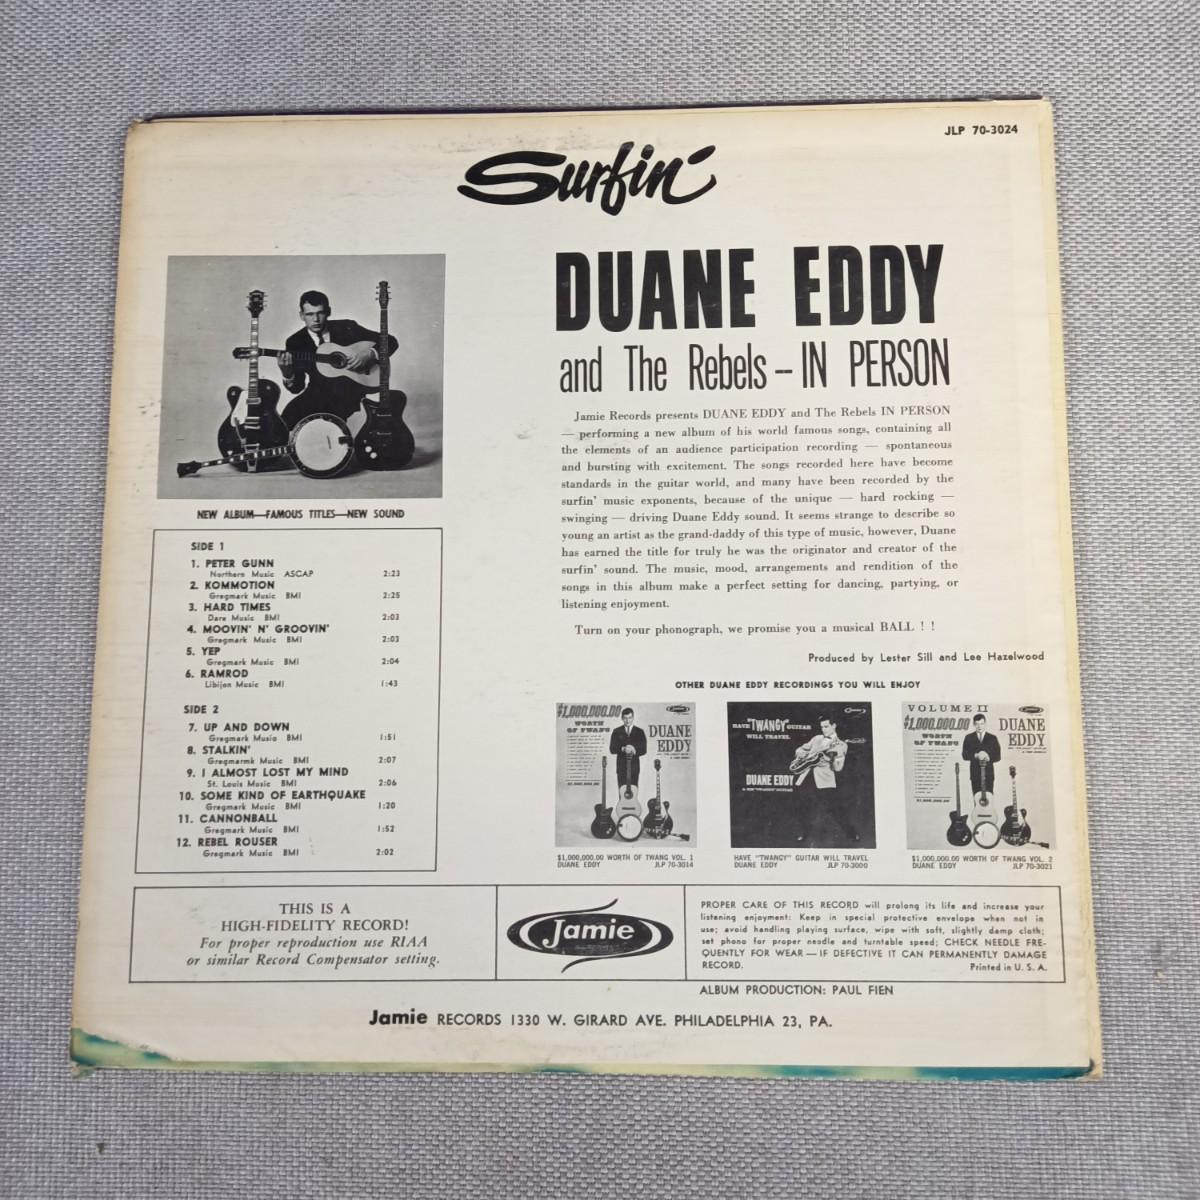 JLP 70-3024
Surfin'
DUANE EDDY
and The Rebels – IN PERSON
Jamie Records presents DUANE EDDY and The Rebels IN PERSON
— performing a new album of his world famous songs, containing all
the elements of an audience participation recording — spontaneous
and bursting with excitement. The songs recorded here have become
standards in the guitar world, and many have been recorded by the
surfin' music exponents, because of the unique — hard rocking —
swinging — driving Duane Eddy sound. It seems strange to describe so
young an artist as the grand-daddy of this type of music, however, Duane
has earned the title for truly he was the originator and creator of the
surfin' sound. The music, mood, arrangements and rendition of the
songs in this album make a perfect setting for dancing, partying, or
listening enjoyment.
Turn on your phonograph, we promise you a musical BALL ! !
Produced by Lester Sill and Lee Hazelwood
NEW ALBUM—FAMOUS TITLES—NEW SOUND
SIDE 1
1. PETER GUNN
Northern Music ASCAP 2:23
2. KOMMOTION
Gregmark Music BMI 2:25
3. HARD TIMES
Dare Music BMI 2:03
4. MOOVIN' N' GROOVIN'
Gregmark Music BMI 2:03
5. YEP
Gregmark Music BMI 2:04
6. RAMROD
Libijon Music BMI 1:43
SIDE 2
7. UP AND DOWN
Gregmark Music BMI 1:51
8. STALKIN'
Gregmarmk Music BMI 2:07
9. I ALMOST LOST MY MIND
St. Louis Music BMI 2:06
10. SOME KIND OF EARTHQUAKE
Gregmark Music BMI 1:20
11. CANNONBALL
Gregmark Music BMI 1:52
12. REBEL ROUSER
Gregmark Music BMI 2:02
OTHER DUANE EDDY RECORDINGS YOU WILL ENJOY
$1,000,000.00
WORTH
OF TWANG
DUANE
EDDY
$1,000,000.00 WORTH OF TWANG VOL. 1
DUANE EDDY JLP 70-3014
HAVE "TWANGY" GUITAR
WILL TRAVEL
DUANE EDDY
HAVE "TWANGY" GUITAR WILL TRAVEL
DUANE EDDY JLP 70-3000
VOLUME II
$1,000,000.00
WORTH
OF TWANG
DUANE
EDDY
$1,000,000.00 WORTH OF TWANG VOL. 2
DUANE EDDY JLP 70-3021
THIS IS A
HIGH-FIDELITY RECORD!
For proper reproduction use RIAA
or similar Record Compensator setting.
Jamie
PROPER CARE OF THIS RECORD will prolong its life and increase your
listening enjoyment: Keep in special protective envelope when not in
use; avoid handling playing surface, wipe with soft, slightly damp cloth;
set phono for proper needle and turntable speed; CHECK NEEDLE FRE-
QUENTLY FOR WEAR — IF DEFECTIVE IT CAN PERMANENTLY DAMAGE
RECORD. Printed in U. S. A.
ALBUM PRODUCTION: PAUL FIEN
Jamie RECORDS 1330 W. GIRARD AVE. PHILADELPHIA 23, PA.